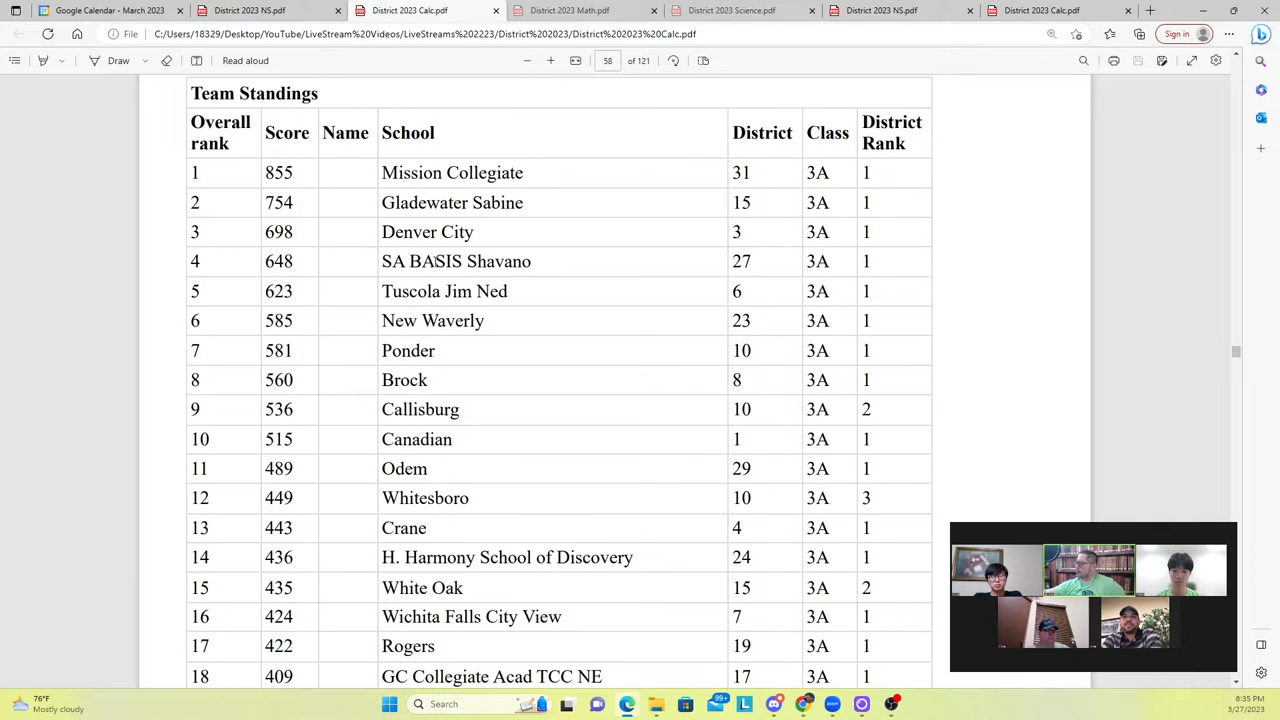 Google Calendar - March 2023
District 2023 NS.pdf
District 2023 Calc.pdf
District 2023 Math.pdf
District 2023 Science.pdf
District 2023 NS.pdf
District 2023 Calc.pdf
File
C:/Users/18329/Desktop/YouTube/LiveStream%20Videos/LiveStreams%202223/District%202023/District%202023%20Calc.pdf
Sign in
Draw
Read aloud
58 of 121
Team Standings
Overall rank Score Name School District Class District Rank
1 855 Mission Collegiate 31 3A 1
2 754 Gladewater Sabine 15 3A 1
3 698 Denver City 3 3A 1
4 648 SA BASIS Shavano 27 3A 1
5 623 Tuscola Jim Ned 6 3A 1
6 585 New Waverly 23 3A 1
7 581 Ponder 10 3A 1
8 560 Brock 8 3A 1
9 536 Callisburg 10 3A 2
10 515 Canadian 1 3A 1
11 489 Odem 29 3A 1
12 449 Whitesboro 10 3A 3
13 443 Crane 4 3A 1
14 436 H. Harmony School of Discovery 24 3A 1
15 435 White Oak 15 3A 2
16 424 Wichita Falls City View 7 3A 1
17 422 Rogers 19 3A 1
18 409 GC Collegiate Acad TCC NE 17 3A 1
76°F
Mostly cloudy
Search
99+
8:35 PM
3/27/2023